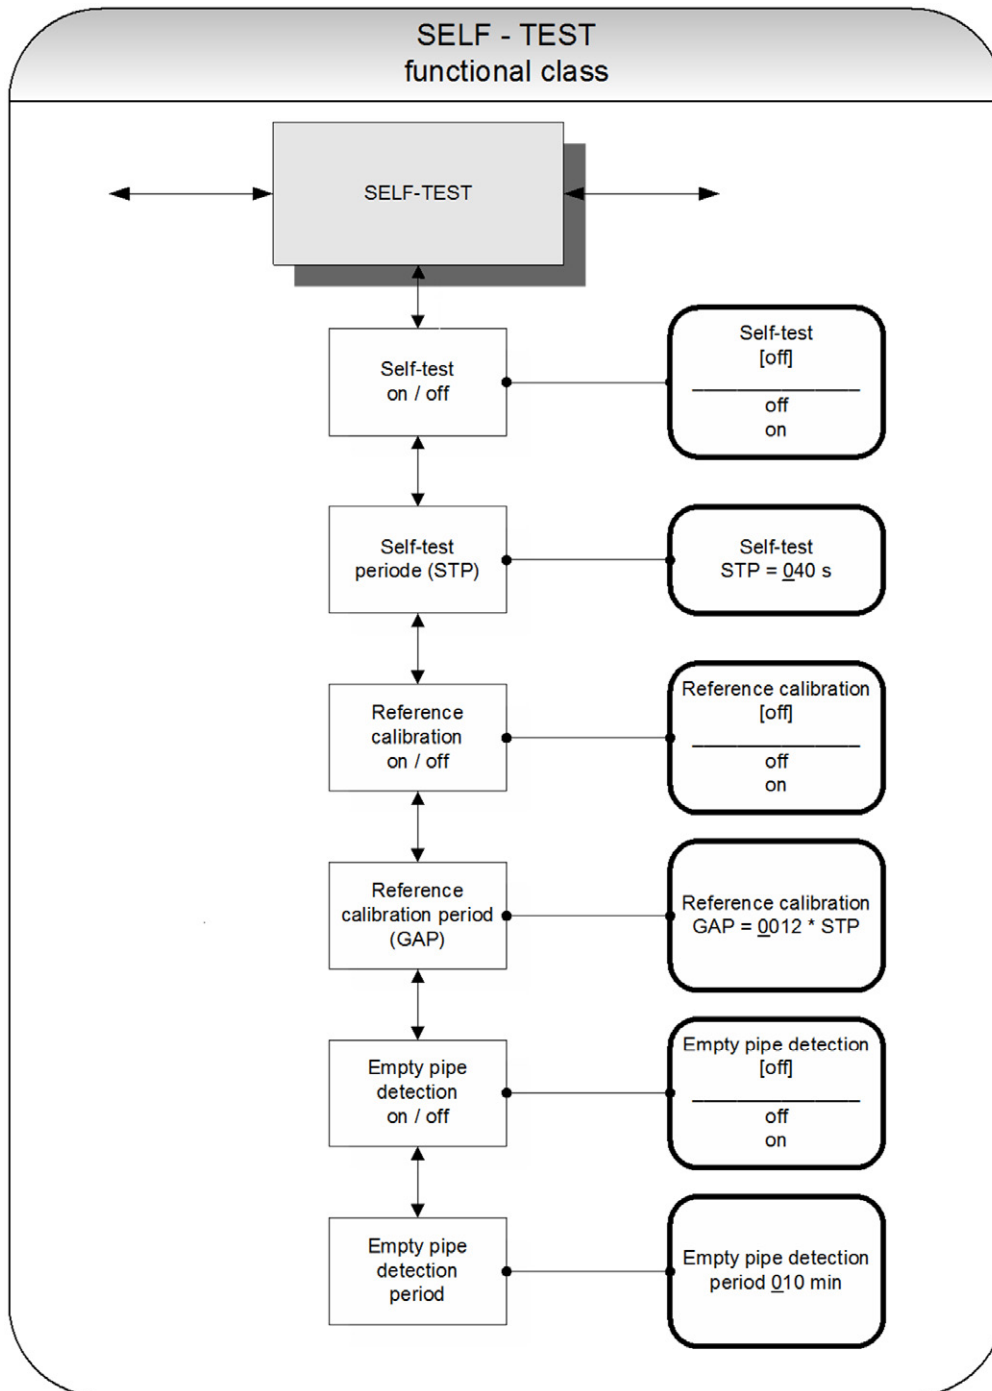 SELF - TEST
functional class
SELF-TEST
Self-test
on / off
Self-test
[off]
off
on
Self-test
periode (STP)
Self-test
STP = 040 s
Reference
calibration
on / off
Reference calibration
[off]
off
on
Reference
calibration period
(GAP)
Reference calibration
GAP = 0012 * STP
Empty pipe
detection
on / off
Empty pipe detection
[off]
off
on
Empty pipe
detection
period
Empty pipe detection
period 010 min